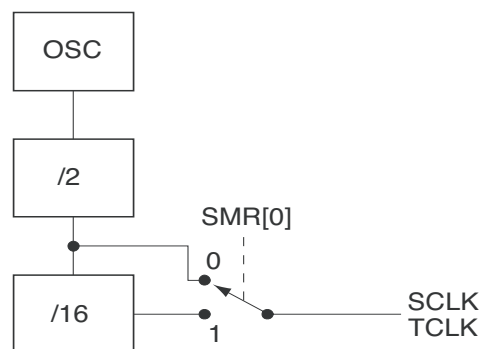 OSC
/2
SMR[0]
0
/16
1
SCLK
TCLK